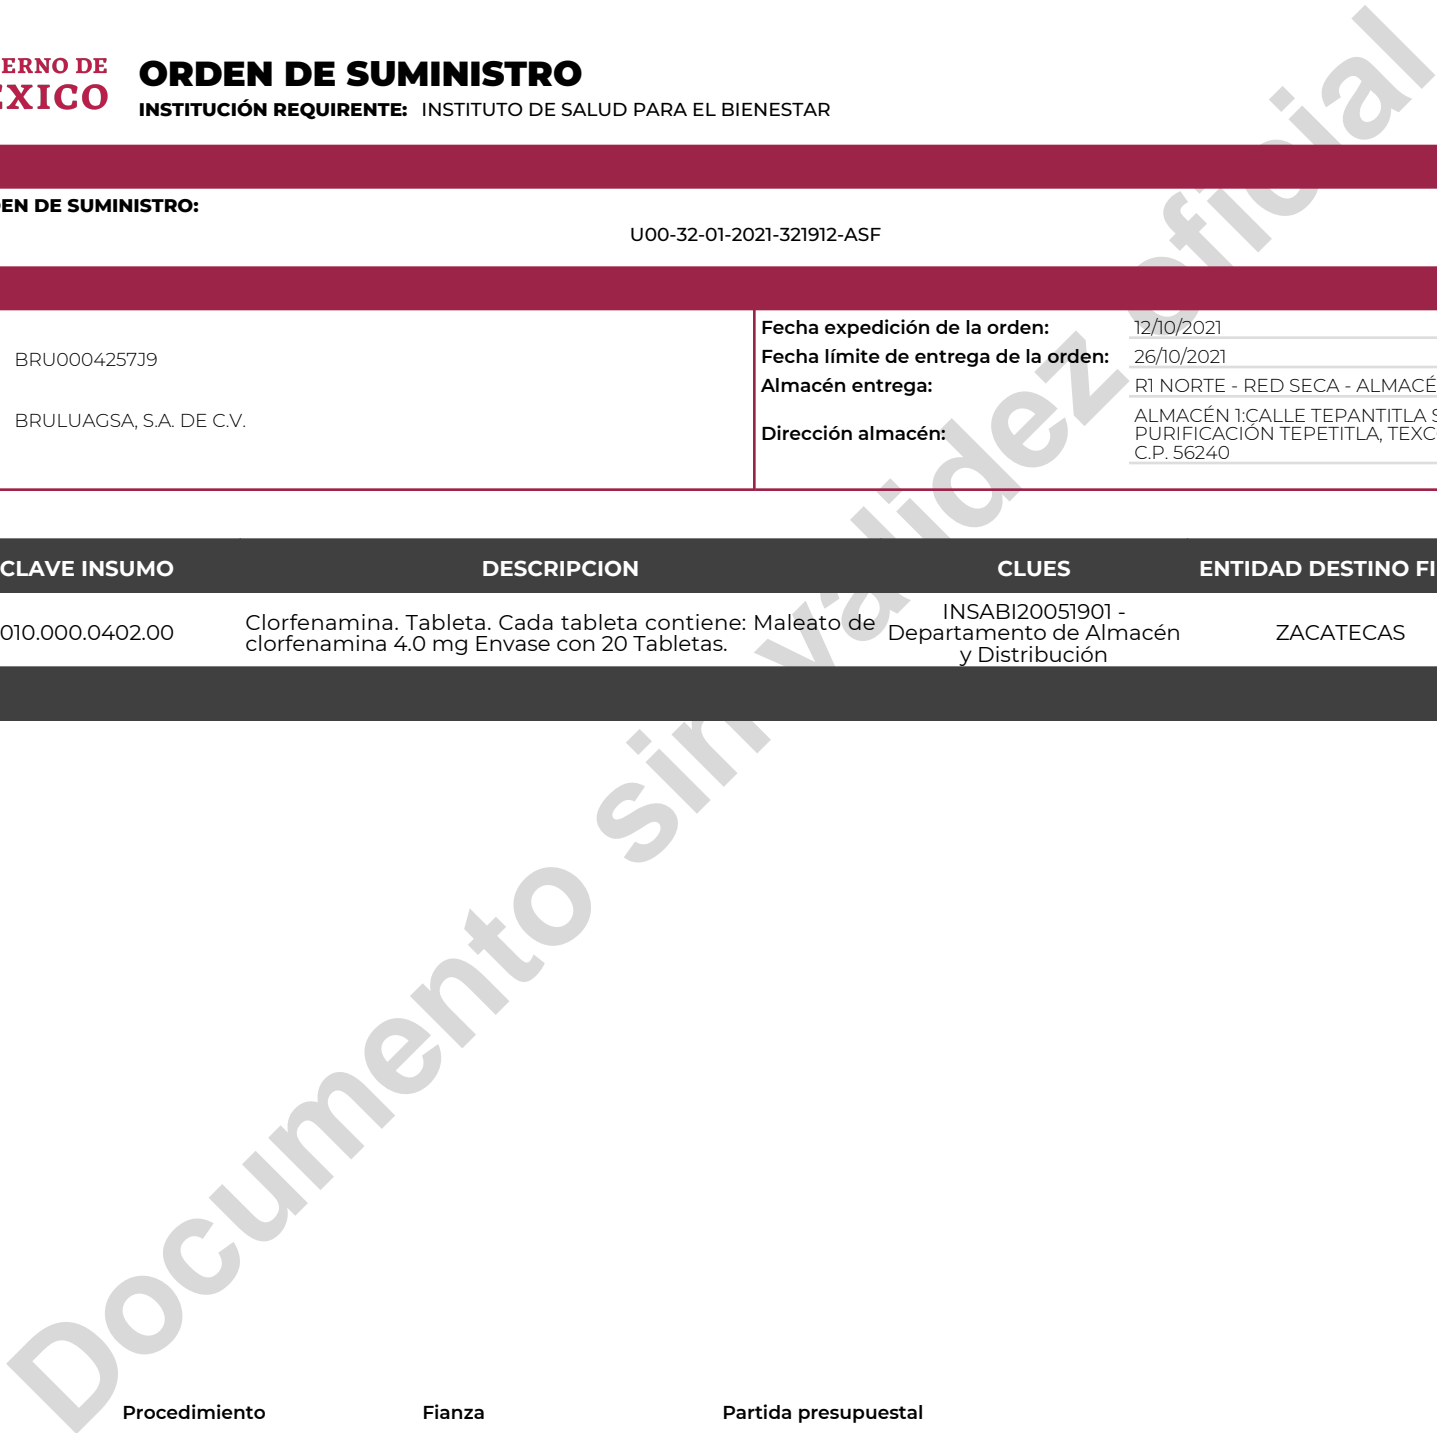 ERNO DE
ÉXICO
ORDEN DE SUMINISTRO
INSTITUCIÓN REQUIRENTE: INSTITUTO DE SALUD PARA EL BIENESTAR
EN DE SUMINISTRO:
U00-32-01-2021-321912-ASF
BRU0004257J9
BRULUAGSA, S.A. DE C.V.
Fecha expedición de la orden: 12/10/2021
Fecha límite de entrega de la orden: 26/10/2021
Almacén entrega: R1 NORTE - RED SECA - ALMACÉ
Dirección almacén:
ALMACÉN 1:CALLE TEPANTITLA S
PURIFICACIÓN TEPETITLA, TEXC
C.P. 56240
CLAVE INSUMO DESCRIPCION CLUES ENTIDAD DESTINO FI
010.000.0402.00
Clorfenamina. Tableta. Cada tableta contiene: Maleato de
clorfenamina 4.0 mg Envase con 20 Tabletas.
INSABI20051901 -
Departamento de Almacén
y Distribución
ZACATECAS
Documento sin validez oficial
Procedimiento Fianza Partida presupuestal